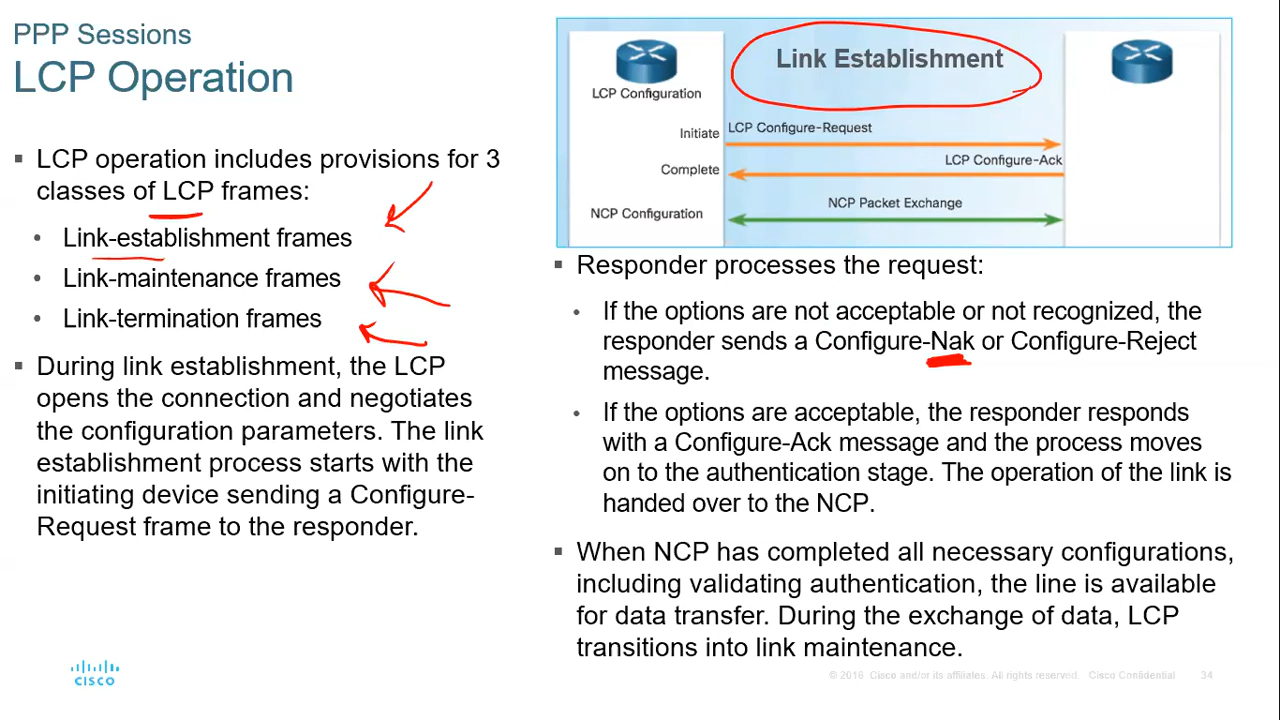 PPP Sessions
LCP Operation
▪ LCP operation includes provisions for 3
classes of LCP frames:
• Link-establishment frames
• Link-maintenance frames
• Link-termination frames
▪ During link establishment, the LCP
opens the connection and negotiates
the configuration parameters. The link
establishment process starts with the
initiating device sending a Configure-
Request frame to the responder.
Link Establishment
LCP Configuration
Initiate
LCP Configure-Request
LCP Configure-Ack
Complete
NCP Packet Exchange
NCP Configuration
▪ Responder processes the request:
• If the options are not acceptable or not recognized, the
responder sends a Configure-Nak or Configure-Reject
message.
• If the options are acceptable, the responder responds
with a Configure-Ack message and the process moves
on to the authentication stage. The operation of the link is
handed over to the NCP.
▪ When NCP has completed all necessary configurations,
including validating authentication, the line is available
for data transfer. During the exchange of data, LCP
transitions into link maintenance.
CISCO
© 2016 Cisco and/or its affiliates. All rights reserved. Cisco Confidential 34